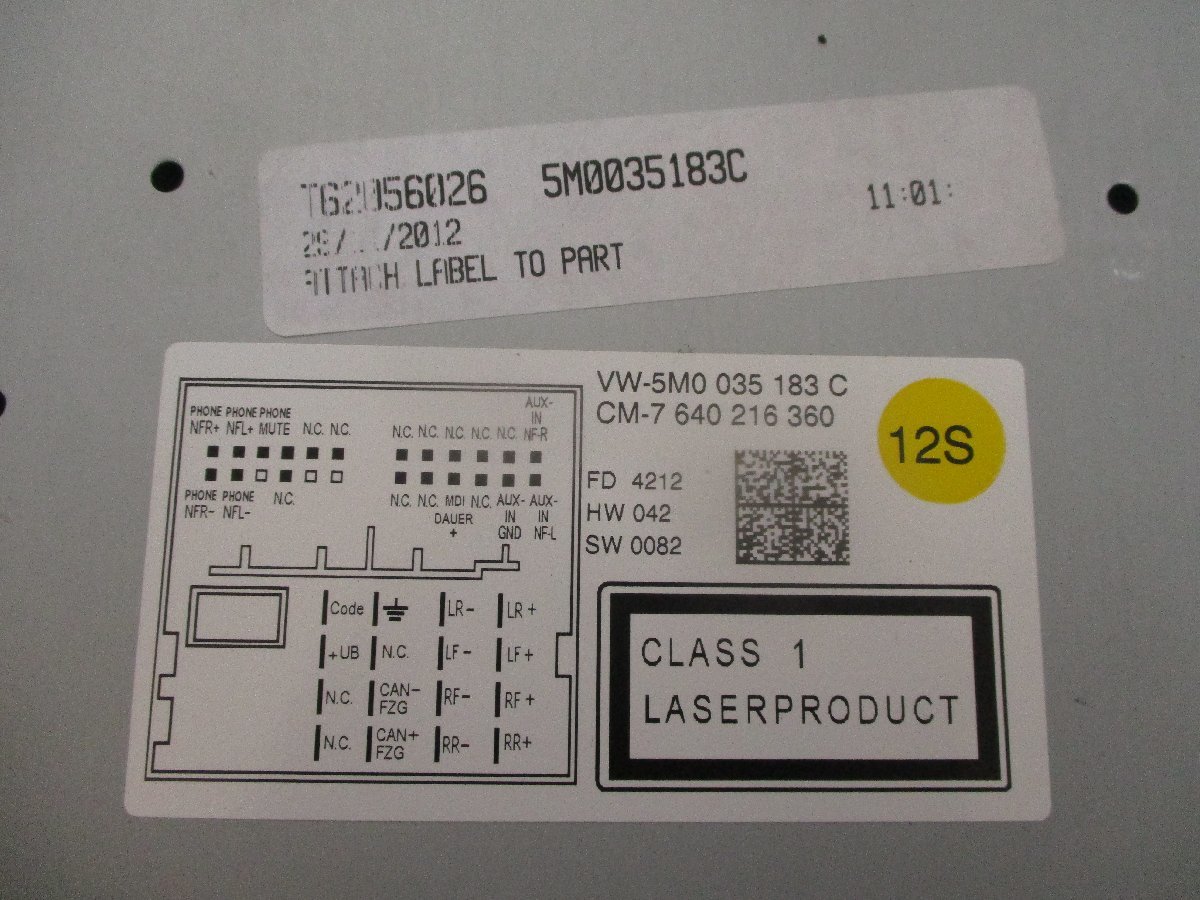 T62056026 5M0035183C
/2012 11:01:
ATTACH LABEL TO PART
VW-5M0 035 183 C
CM-7 640 216 360
12S
FD 4212
HW 042
SW 0082
PHONE PHONE PHONE
NFR+ NFL+ MUTE N.C. N.C.
PHONE PHONE N.C.
NFR- NFL-
AUX-
IN
N.C. N.C. N.C. N.C. N.C. NF-R
N.C. N.C. MDI N.C. AUX- AUX-
DAUER IN IN
+ GND NF-L
Code LR- LR+
+UB N.C. LF- LF+
N.C. CAN- RF- RF+
FZG
N.C. CAN+ RR- RR+
FZG
CLASS 1
LASERPRODUCT